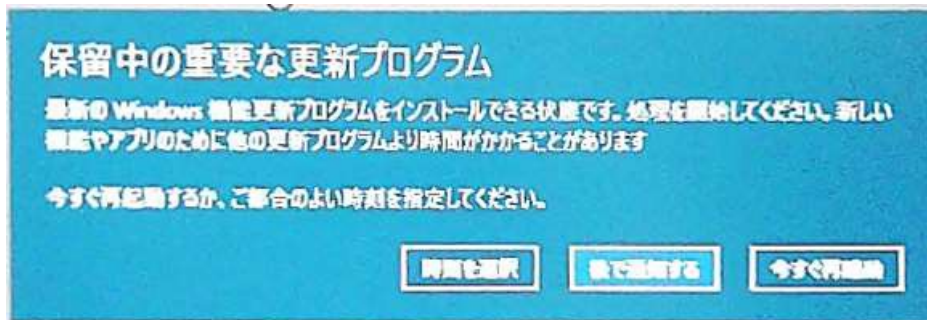 保留中の重要な更新プログラム
最新の Windows 機能更新プログラムをインストールできる状態です。処理を開始してください。新しい
機能やアプリのために他の更新プログラムより時間がかかることがあります
今すぐ再起動するか、ご都合のよい時刻を指定してください。
時刻を選択 後で通知する 今すぐ再起動